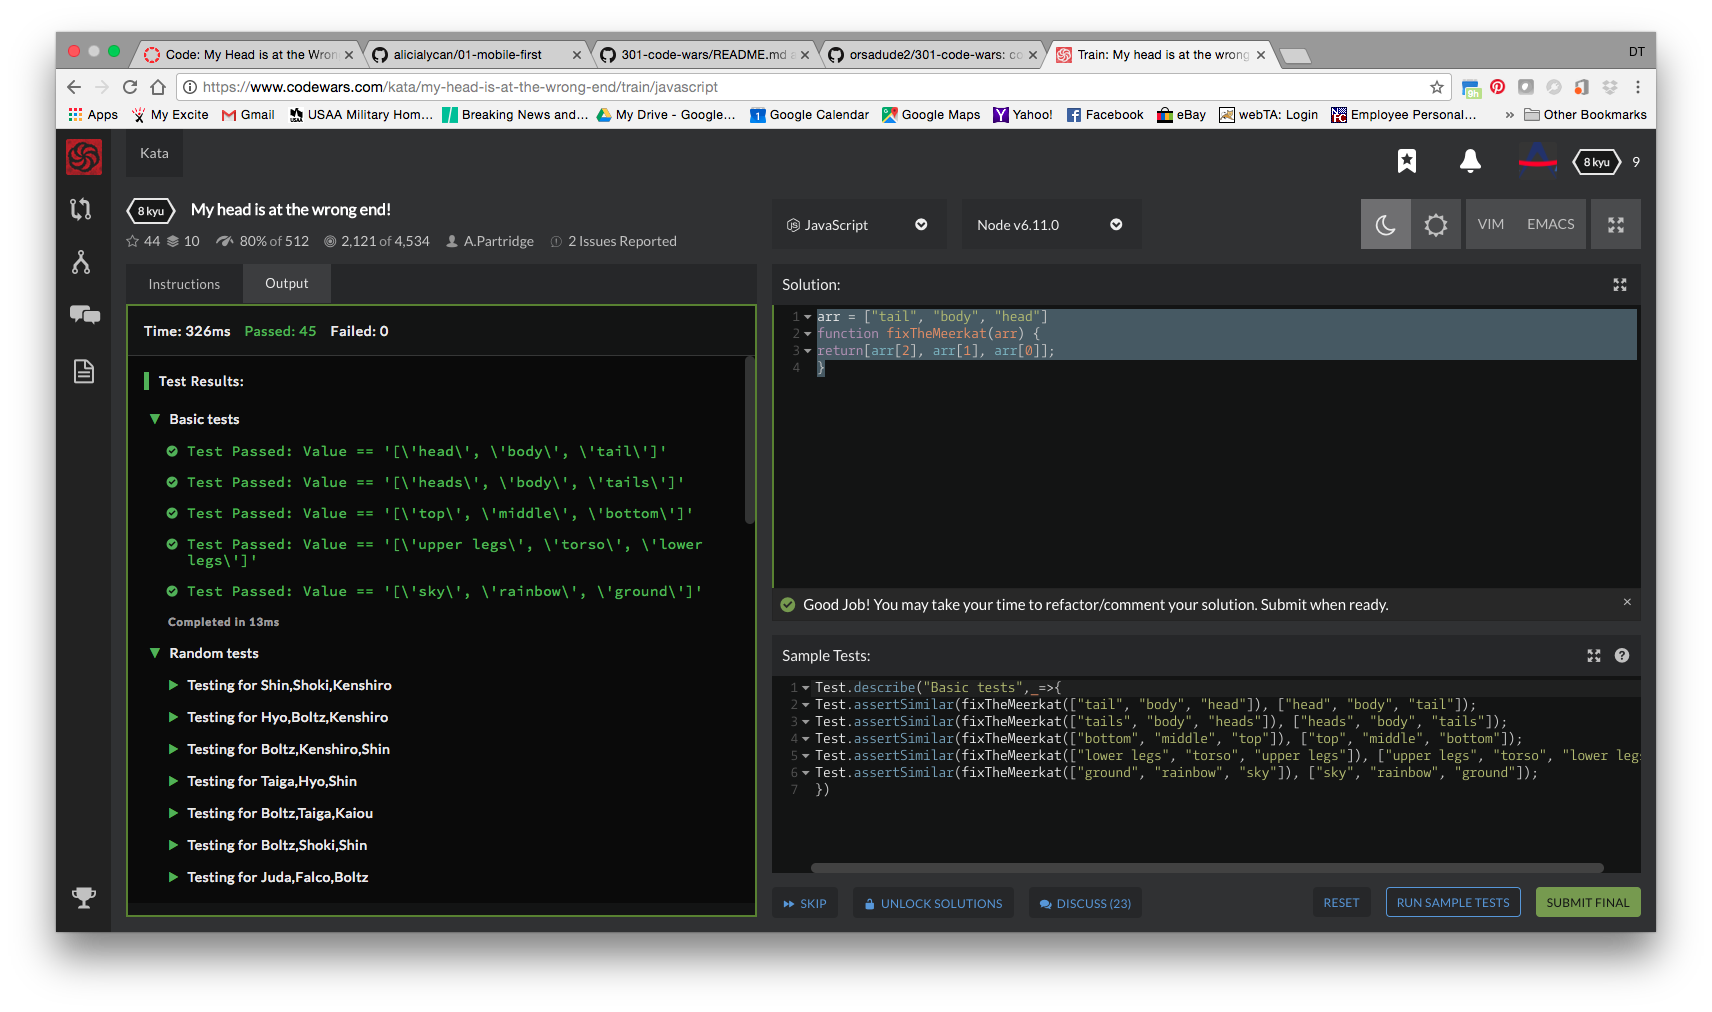 Code: My Head is at the Wron
alicialycan/01-mobile-first
301-code-wars/README.md a
orsadude2/301-code-wars: co
Train: My head is at the wrong
DT
https://www.codewars.com/kata/my-head-is-at-the-wrong-end/train/javascript
9h
Apps
My Excite
Gmail
USAA Military Hom...
Breaking News and...
My Drive - Google...
Google Calendar
Google Maps
Yahoo!
Facebook
eBay
webTA: Login
Employee Personal...
»
Other Bookmarks
Kata
8 kyu
9
8 kyu
My head is at the wrong end!
44
10
80% of 512
2,121 of 4,534
A.Partridge
2 Issues Reported
JavaScript
Node v6.11.0
VIM
EMACS
Instructions
Output
Time: 326ms Passed: 45 Failed: 0
Test Results:
Basic tests
Test Passed: Value == '[\'head\', \'body\', \'tail\']'
Test Passed: Value == '[\'heads\', \'body\', \'tails\']'
Test Passed: Value == '[\'top\', \'middle\', \'bottom\']'
Test Passed: Value == '[\'upper legs\', \'torso\', \'lower
legs\']'
Test Passed: Value == '[\'sky\', \'rainbow\', \'ground\']'
Completed in 13ms
Random tests
Testing for Shin,Shoki,Kenshiro
Testing for Hyo,Boltz,Kenshiro
Testing for Boltz,Kenshiro,Shin
Testing for Taiga,Hyo,Shin
Testing for Boltz,Taiga,Kaiou
Testing for Boltz,Shoki,Shin
Testing for Juda,Falco,Boltz
Solution:
1 arr = ["tail", "body", "head"]
2 function fixTheMeerkat(arr) {
3 return[arr[2], arr[1], arr[0]];
4 }
Good Job! You may take your time to refactor/comment your solution. Submit when ready.
Sample Tests:
1 Test.describe("Basic tests",_=>{
2 Test.assertSimilar(fixTheMeerkat(["tail", "body", "head"]), ["head", "body", "tail"]);
3 Test.assertSimilar(fixTheMeerkat(["tails", "body", "heads"]), ["heads", "body", "tails"]);
4 Test.assertSimilar(fixTheMeerkat(["bottom", "middle", "top"]), ["top", "middle", "bottom"]);
5 Test.assertSimilar(fixTheMeerkat(["lower legs", "torso", "upper legs"]), ["upper legs", "torso", "lower legs
6 Test.assertSimilar(fixTheMeerkat(["ground", "rainbow", "sky"]), ["sky", "rainbow", "ground"]);
7 })
SKIP
UNLOCK SOLUTIONS
DISCUSS (23)
RESET
RUN SAMPLE TESTS
SUBMIT FINAL